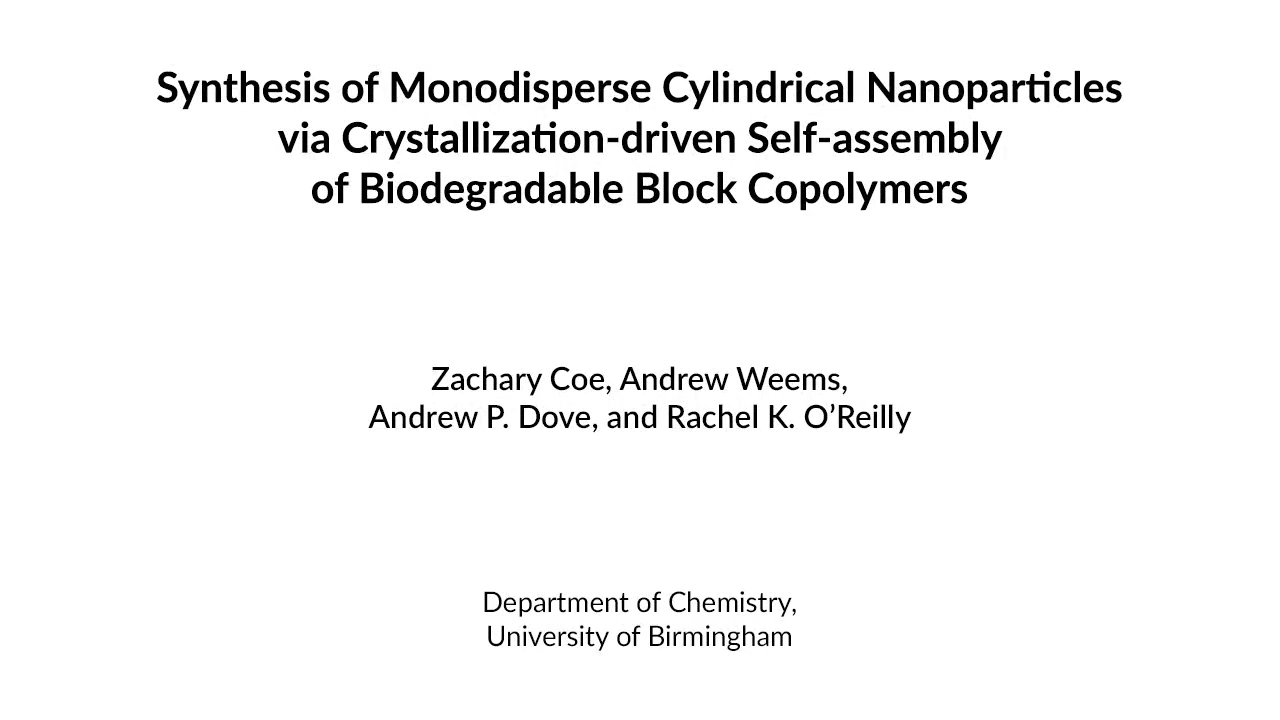 Synthesis of Monodisperse Cylindrical Nanoparticles
via Crystallization-driven Self-assembly
of Biodegradable Block Copolymers
Zachary Coe, Andrew Weems,
Andrew P. Dove, and Rachel K. O’Reilly
Department of Chemistry,
University of Birmingham